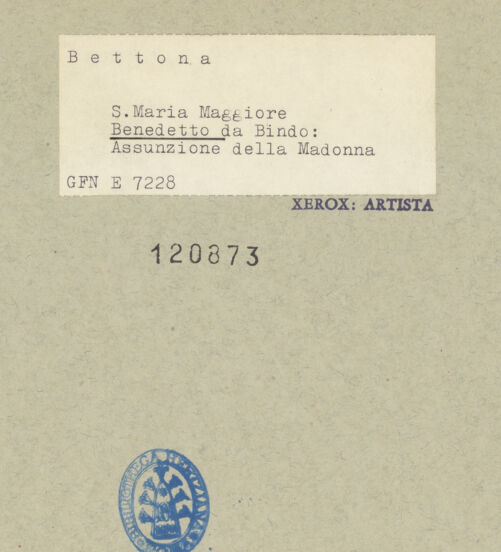 Bettona
S.Maria Maggiore
Benedetto da Bindo:
Assunzione della Madonna
GFN E 7228
XEROX: ARTISTA
120873